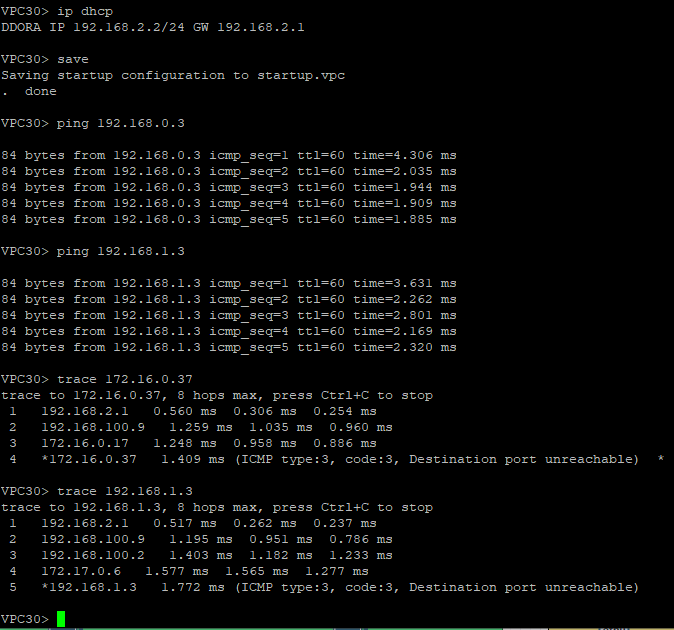 VPC30> ip dhcp
DDORA IP 192.168.2.2/24 GW 192.168.2.1
VPC30> save
Saving startup configuration to startup.vpc
.  done
VPC30> ping 192.168.0.3
84 bytes from 192.168.0.3 icmp_seq=1 ttl=60 time=4.306 ms
84 bytes from 192.168.0.3 icmp_seq=2 ttl=60 time=2.035 ms
84 bytes from 192.168.0.3 icmp_seq=3 ttl=60 time=1.944 ms
84 bytes from 192.168.0.3 icmp_seq=4 ttl=60 time=1.909 ms
84 bytes from 192.168.0.3 icmp_seq=5 ttl=60 time=1.885 ms
VPC30> ping 192.168.1.3
84 bytes from 192.168.1.3 icmp_seq=1 ttl=60 time=3.631 ms
84 bytes from 192.168.1.3 icmp_seq=2 ttl=60 time=2.262 ms
84 bytes from 192.168.1.3 icmp_seq=3 ttl=60 time=2.801 ms
84 bytes from 192.168.1.3 icmp_seq=4 ttl=60 time=2.169 ms
84 bytes from 192.168.1.3 icmp_seq=5 ttl=60 time=2.320 ms
VPC30> trace 172.16.0.37
trace to 172.16.0.37, 8 hops max, press Ctrl+C to stop
 1   192.168.2.1   0.560 ms  0.306 ms  0.254 ms
 2   192.168.100.9   1.259 ms  1.035 ms  0.960 ms
 3   172.16.0.17   1.248 ms  0.958 ms  0.886 ms
 4   *172.16.0.37   1.409 ms (ICMP type:3, code:3, Destination port unreachable)  *
VPC30> trace 192.168.1.3
trace to 192.168.1.3, 8 hops max, press Ctrl+C to stop
 1   192.168.2.1   0.517 ms  0.262 ms  0.237 ms
 2   192.168.100.9   1.195 ms  0.951 ms  0.786 ms
 3   192.168.100.2   1.403 ms  1.182 ms  1.233 ms
 4   172.17.0.6   1.577 ms  1.565 ms  1.277 ms
 5   *192.168.1.3   1.772 ms (ICMP type:3, code:3, Destination port unreachable)
VPC30>